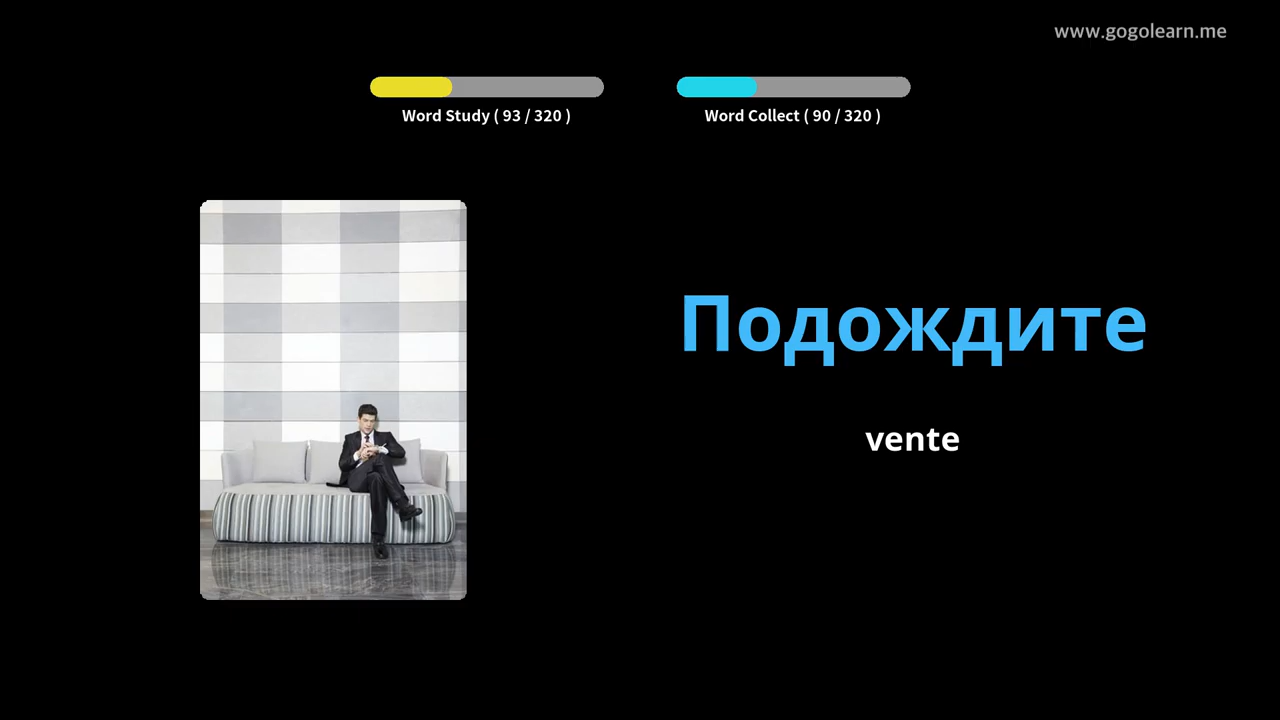 www.gogolearn.me
Word Study ( 93 / 320 )
Word Collect ( 90 / 320 )
Подождите
vente